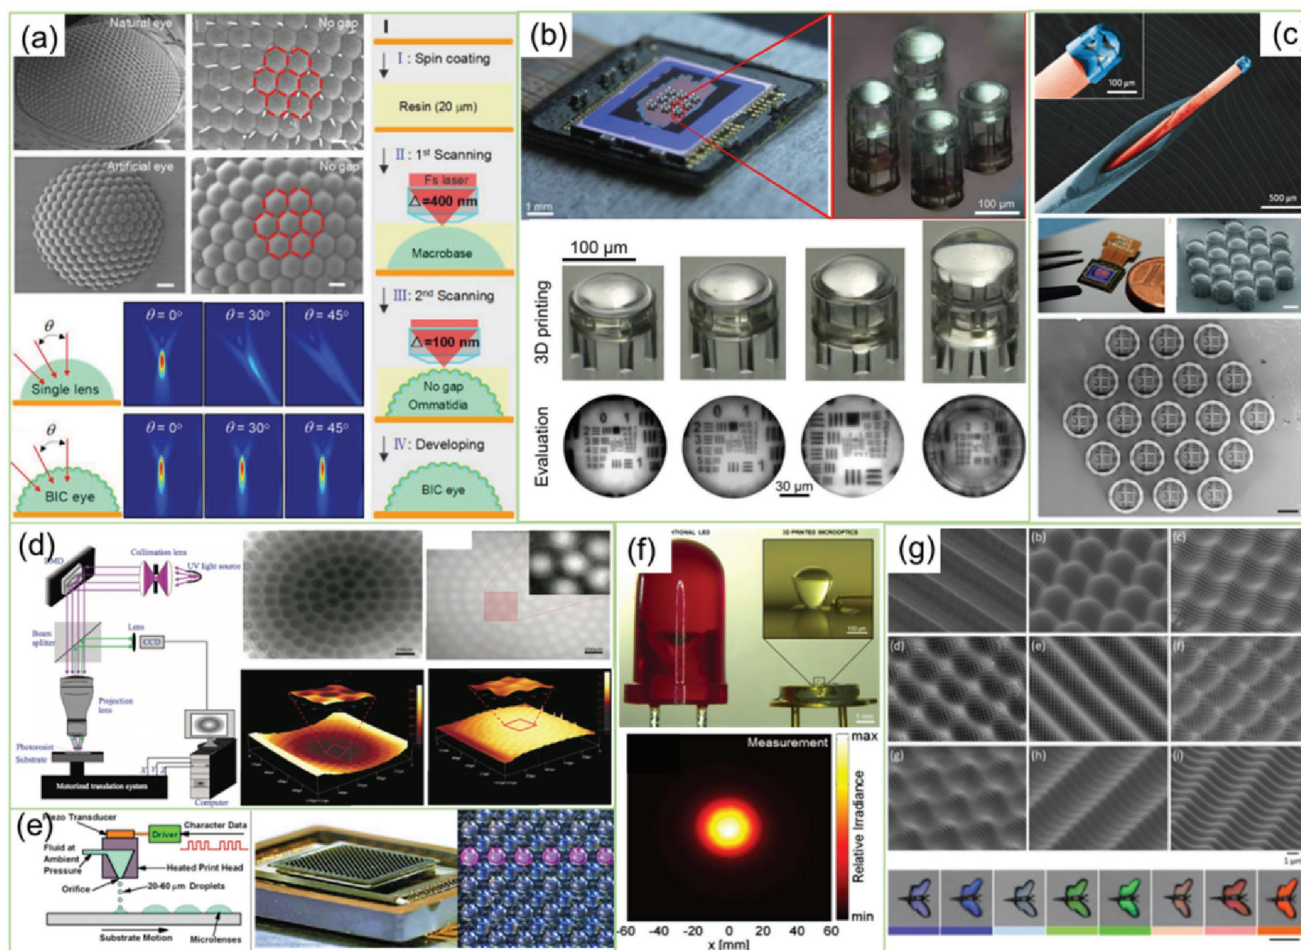 (a)
Natural eye
No gap
Artificial eye
No gap
θ
Single lens
θ = 0°
θ = 30°
θ = 45°
θ
BIC eye
θ = 0°
θ = 30°
θ = 45°
I
I : Spin coating
Resin (20 μm)
II : 1st Scanning
Fs laser
Δ=400 nm
Macrobase
III : 2nd Scanning
Δ=100 nm
No gap
Ommatidia
IV : Developing
BIC eye
(b)
1 mm
100 μm
100 μm
3D printing
Evaluation
30 μm
(c)
100 μm
500 μm
(d)
DMD
Collimation lens
UV light source
Beam
splitter
Lens
CCD
Projection
lens
Photoresist
Substrate
X Y Z
Motorized translation system
Computer
(e)
Piezo Transducer
Driver
Character Data
Fluid at
Ambient
Pressure
Heated Print Head
Orifice
20-60 μm Droplets
Substrate Motion
Microlenses
(f)
TIONAL LED
3D PRINTED MICROOPTICS
100 μm
1 mm
Measurement
max
Relative Irradiance
min
-60 -40 -20 0 20 40 60
x [mm]
(g)
(b)
(c)
(d)
(e)
(f)
(g)
(h)
(i)
1 μm